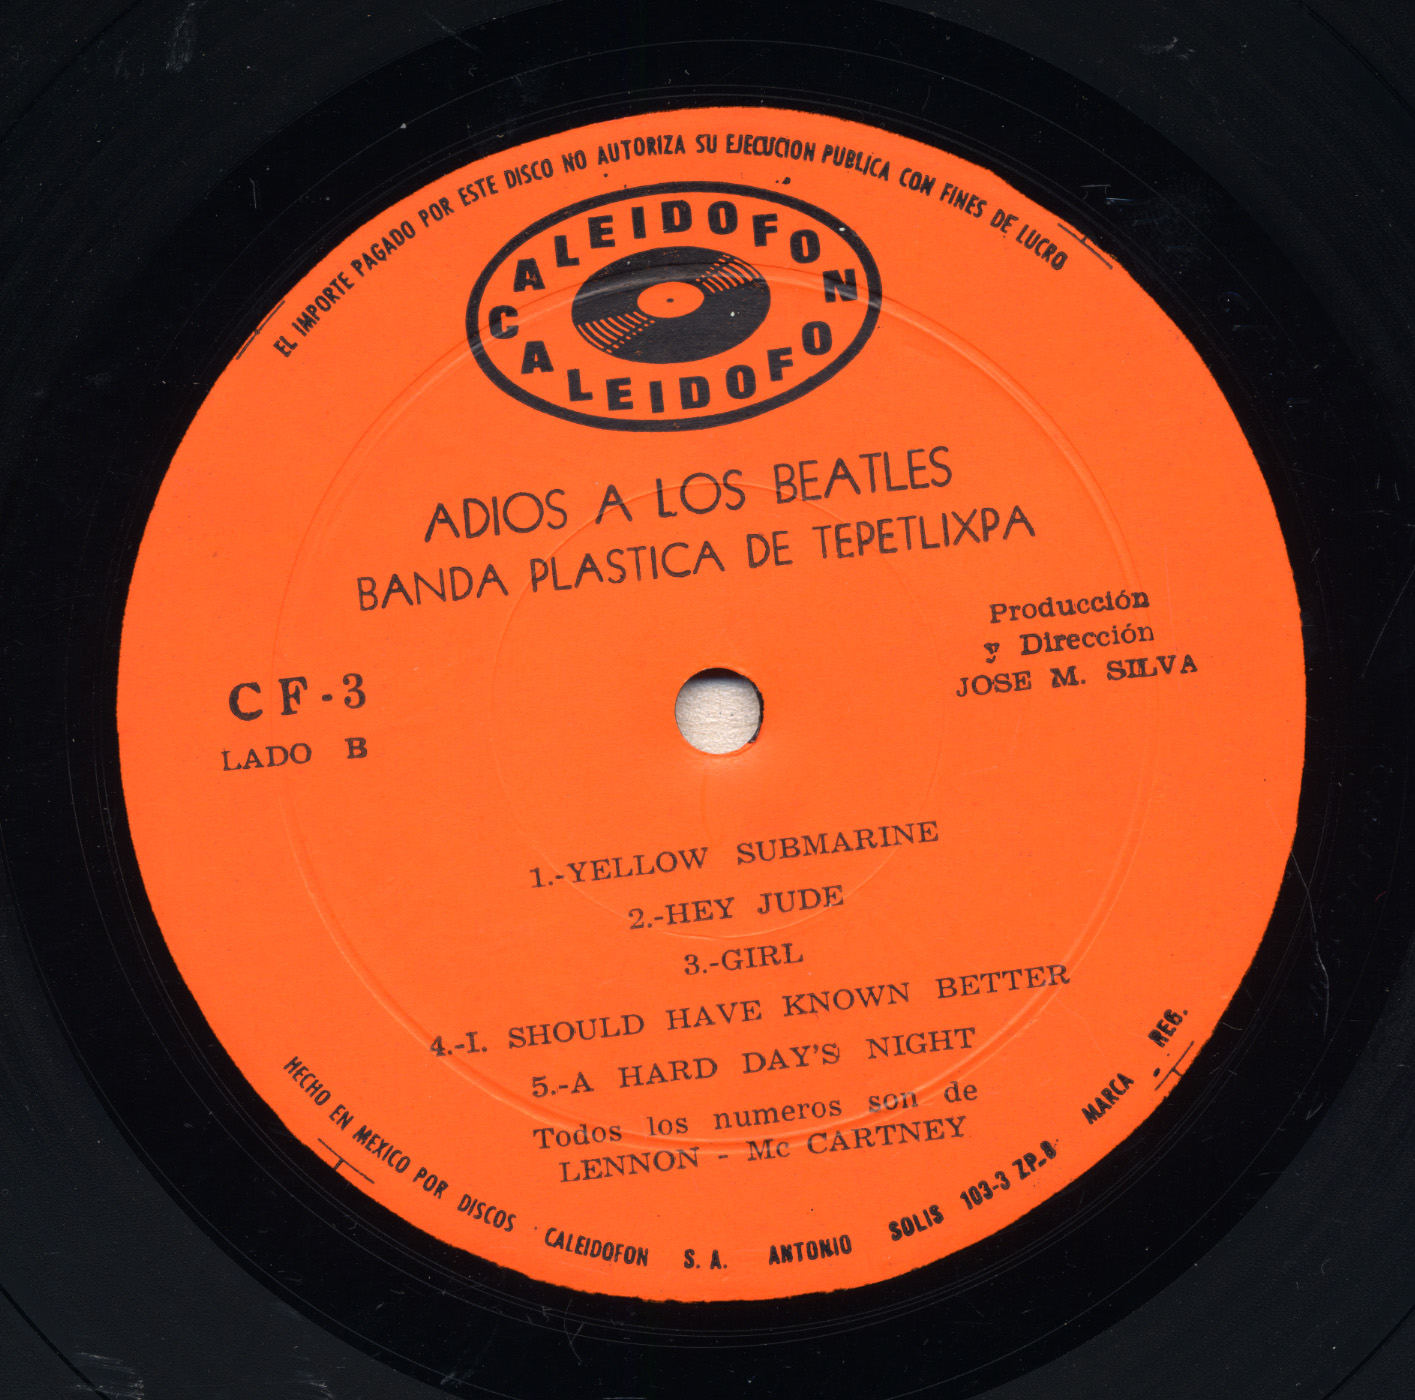 EL IMPORTE PAGADO POR ESTE DISCO NO AUTORIZA SU EJECUCION PUBLICA CON FINES DE LUCRO
CALEIDOFON
CALEIDOFON
ADIOS A LOS BEATLES
BANDA PLASTICA DE TEPETLIXPA
Producción
y Dirección
JOSE M. SILVA
CF-3
LADO B
1.-YELLOW SUBMARINE
2.-HEY JUDE
3.-GIRL
4.-I. SHOULD HAVE KNOWN BETTER
5.-A HARD DAY'S NIGHT
Todos los numeros son de
LENNON - Mc CARTNEY
HECHO EN MEXICO POR DISCOS CALEIDOFON S. A. ANTONIO SOLIS 103-3 ZP-8 MARCA - REG.